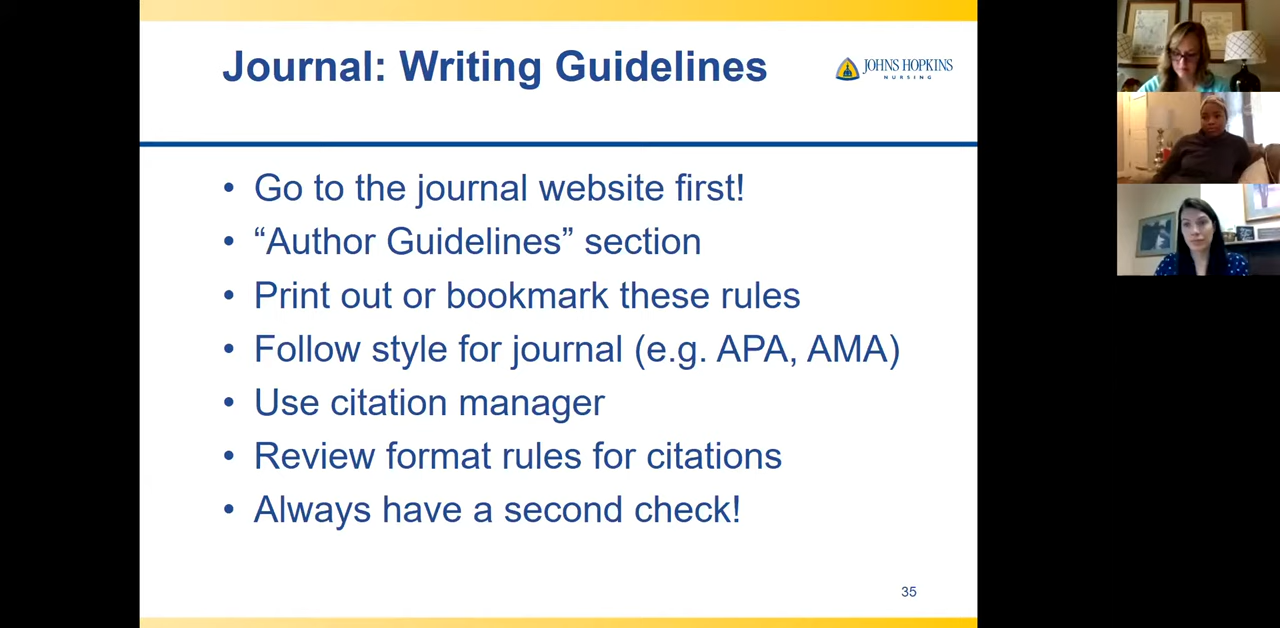 Journal: Writing Guidelines
JOHNS HOPKINS
NURSING
• Go to the journal website first!
• “Author Guidelines” section
• Print out or bookmark these rules
• Follow style for journal (e.g. APA, AMA)
• Use citation manager
• Review format rules for citations
• Always have a second check!
35